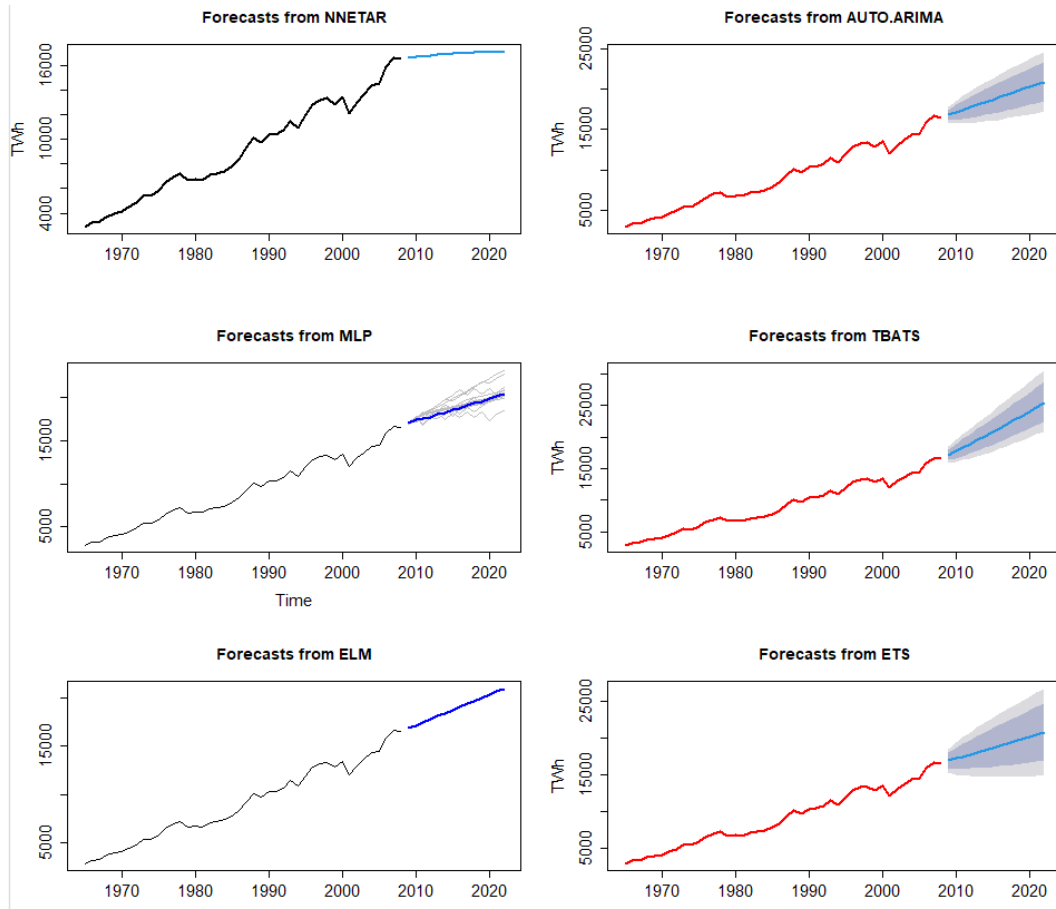 Forecasts from NNETAR
TWh
4000
10000
16000
1970 1980 1990 2000 2010 2020
Forecasts from AUTO.ARIMA
TWh
5000
15000
25000
1970 1980 1990 2000 2010 2020
Forecasts from MLP
5000
15000
1970 1980 1990 2000 2010 2020
Time
Forecasts from TBATS
TWh
5000
15000
25000
1970 1980 1990 2000 2010 2020
Forecasts from ELM
5000
15000
1970 1980 1990 2000 2010 2020
Forecasts from ETS
TWh
5000
15000
25000
1970 1980 1990 2000 2010 2020